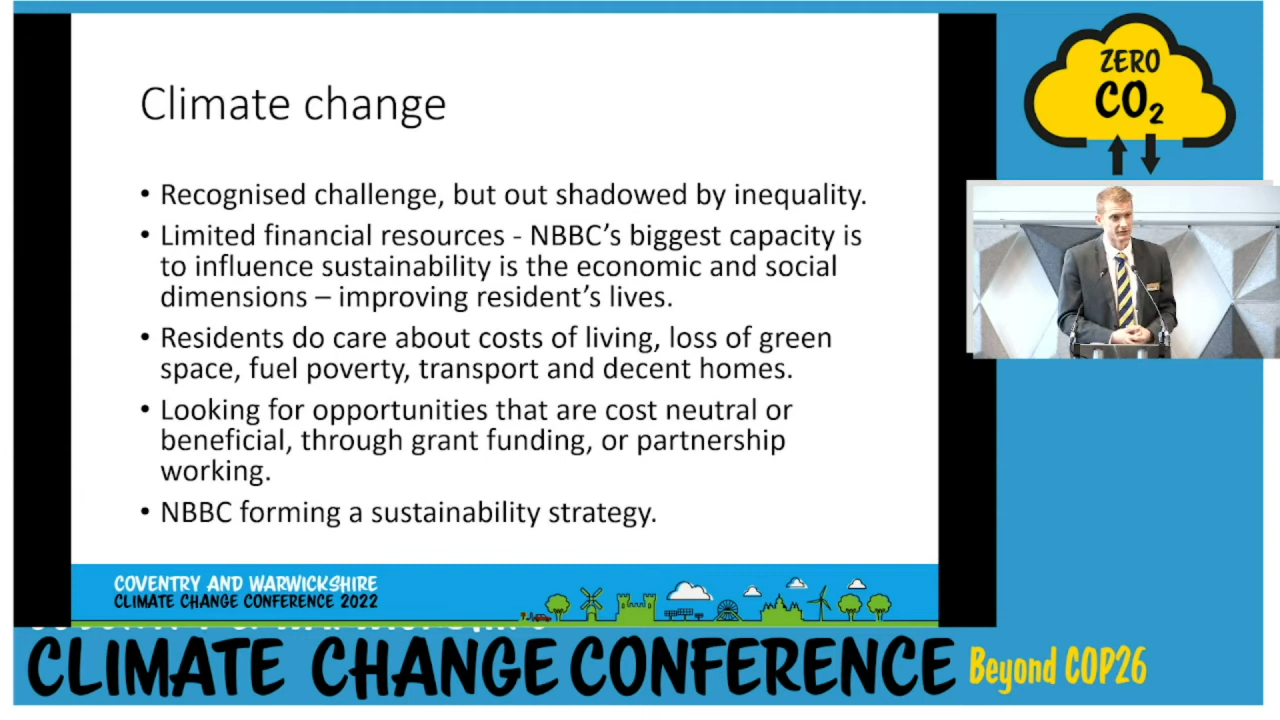 Climate change
• Recognised challenge, but out shadowed by inequality.
• Limited financial resources - NBBC’s biggest capacity is
to influence sustainability is the economic and social
dimensions – improving resident’s lives.
• Residents do care about costs of living, loss of green
space, fuel poverty, transport and decent homes.
• Looking for opportunities that are cost neutral or
beneficial, through grant funding, or partnership
working.
• NBBC forming a sustainability strategy.
COVENTRY AND WARWICKSHIRE
CLIMATE CHANGE CONFERENCE 2022
ZERO
CO₂
CLIMATE CHANGE CONFERENCE Beyond COP26